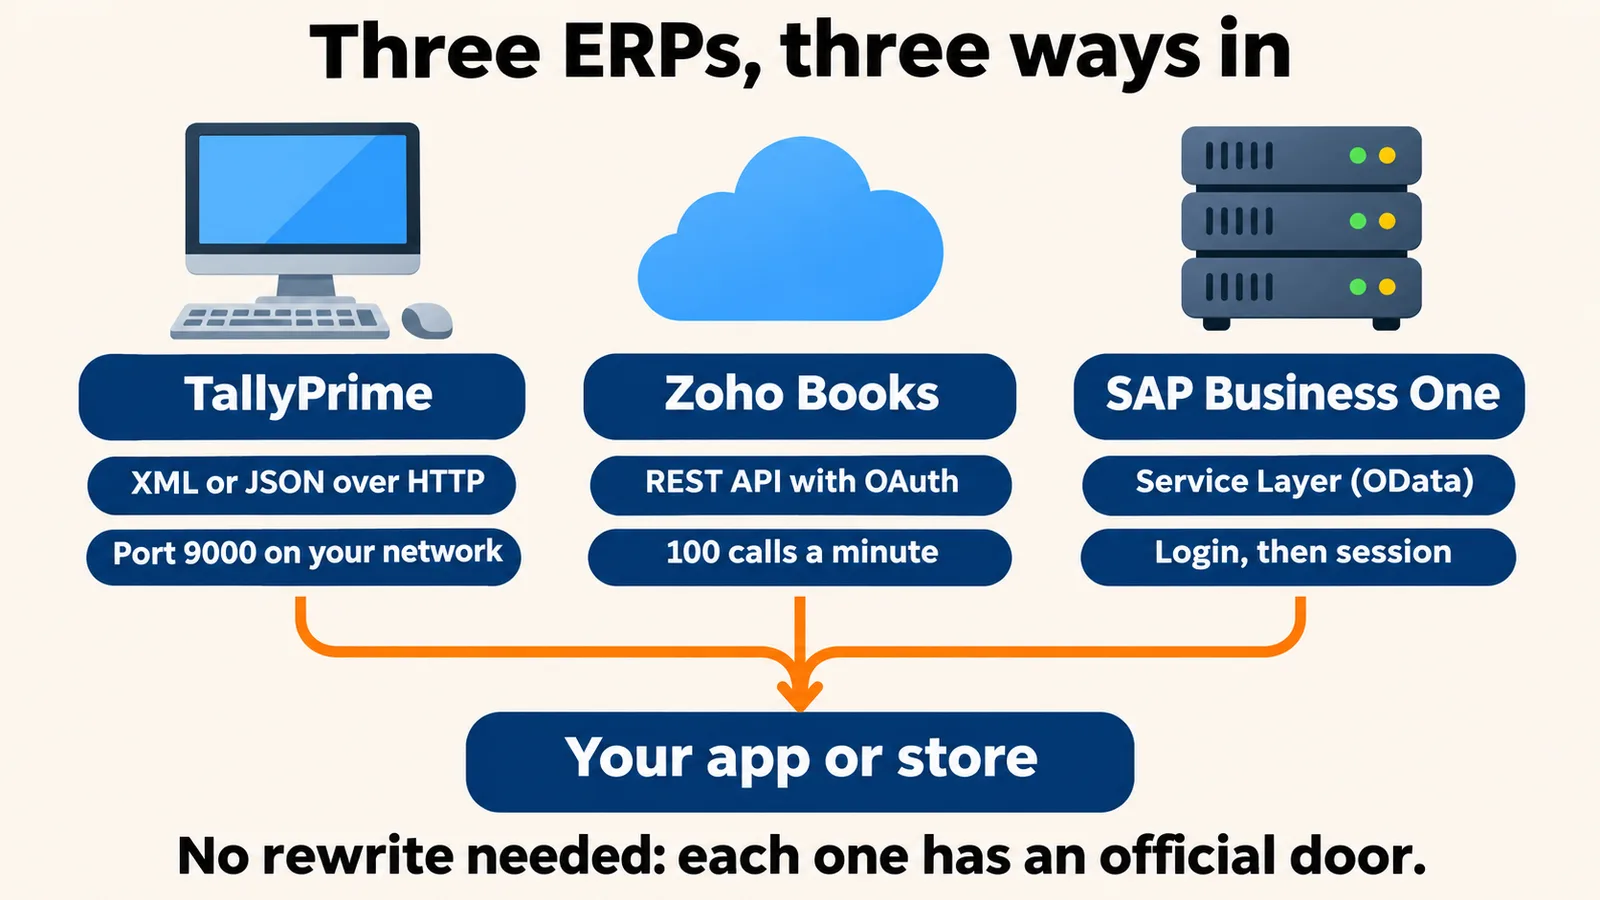 Three ERPs, three ways in
TallyPrime
XML or JSON over HTTP
Port 9000 on your network
Zoho Books
REST API with OAuth
100 calls a minute
SAP Business One
Service Layer (OData)
Login, then session
Your app or store
No rewrite needed: each one has an official door.